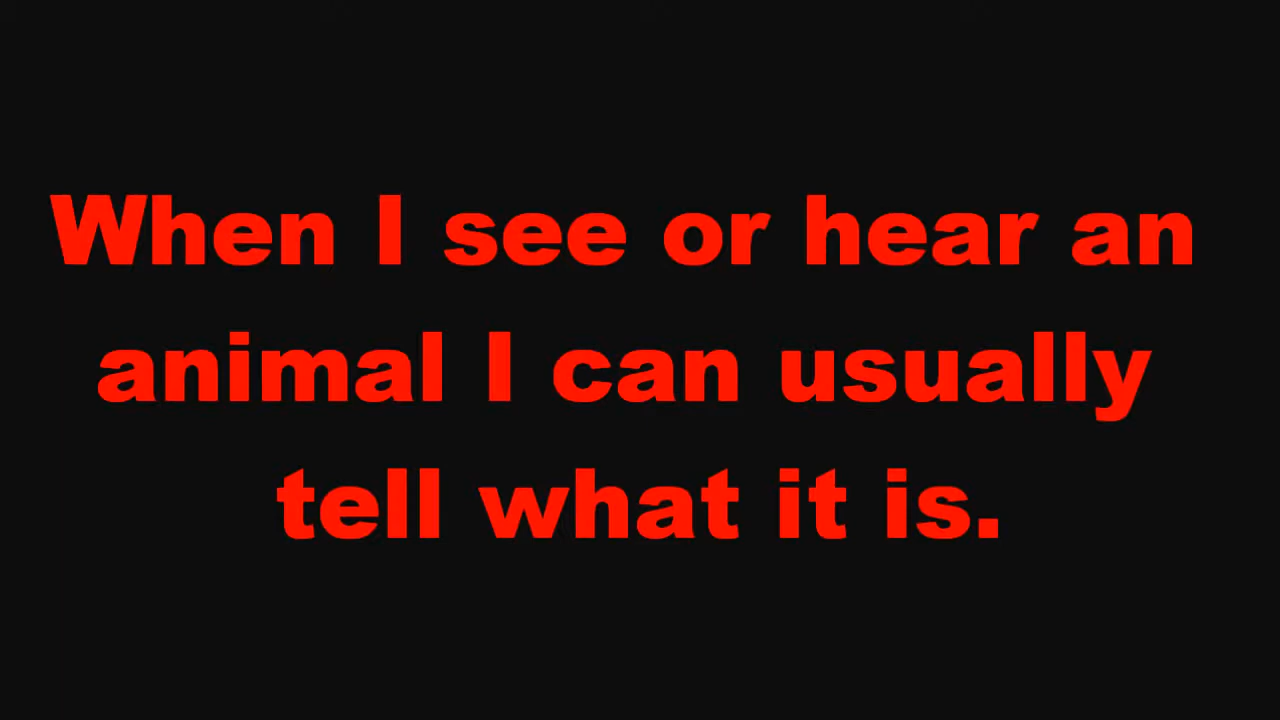 When I see or hear an
animal I can usually
tell what it is.